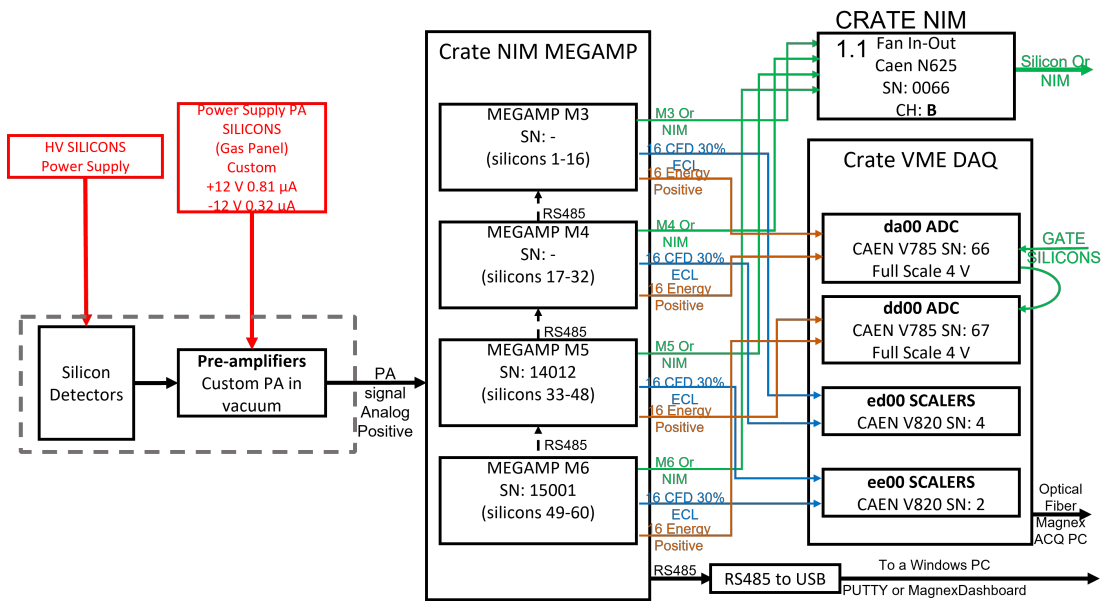 CRATE NIM
1.1
Fan In-Out
Caen N625
SN: 0066
CH: B
Silicon Or
NIM
Crate NIM MEGAMP
HV SILICONS
Power Supply
Power Supply PA
SILICONS
(Gas Panel)
Custom
+12 V 0.81 µA
-12 V 0.32 µA
Silicon
Detectors
Pre-amplifiers
Custom PA in
vacuum
PA
signal
Analog
Positive
MEGAMP M3
SN: -
(silicons 1-16)
M3 Or
NIM
16 CFD 30%
ECL
16 Energy
Positive
RS485
MEGAMP M4
SN: -
(silicons 17-32)
M4 Or
NIM
16 CFD 30%
ECL
16 Energy
Positive
RS485
MEGAMP M5
SN: 14012
(silicons 33-48)
M5 Or
NIM
16 CFD 30%
ECL
16 Energy
Positive
RS485
MEGAMP M6
SN: 15001
(silicons 49-60)
M6 Or
NIM
16 CFD 30%
ECL
16 Energy
Positive
Crate VME DAQ
da00 ADC
CAEN V785 SN: 66
Full Scale 4 V
GATE
SILICONS
dd00 ADC
CAEN V785 SN: 67
Full Scale 4 V
ed00 SCALERS
CAEN V820 SN: 4
ee00 SCALERS
CAEN V820 SN: 2
Optical
Fiber
Magnex
ACQ PC
RS485
RS485 to USB
To a Windows PC
PUTTY or MagnexDashboard